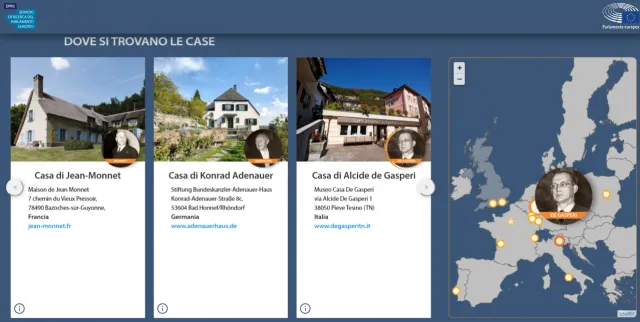 EPRS
SERVIZIO
DI RICERCA DEL
PARLAMENTO
EUROPEO
Parlamento europeo
DOVE SI TROVANO LE CASE
Casa di Jean-Monnet
Maison de Jean Monnet
7 chemin du Vieux Pressoir,
78490 Bazoches-sur-Guyonne,
Francia
jean-monnet.fr
Casa di Konrad Adenauer
Stiftung Bundeskanzler-Adenauer-Haus
Konrad-Adenauer-Straße 8c.
53604 Bad Honnef/Rhöndorf
Germania
www.adenauerhaus.de
Casa di Alcide de Gasperi
Museo Casa De Gasperi
via Alcide De Gasperi 1
38050 Pieve Tesino (TN)
Italia
www.degasperitn.it
+
−
DE GASPERI